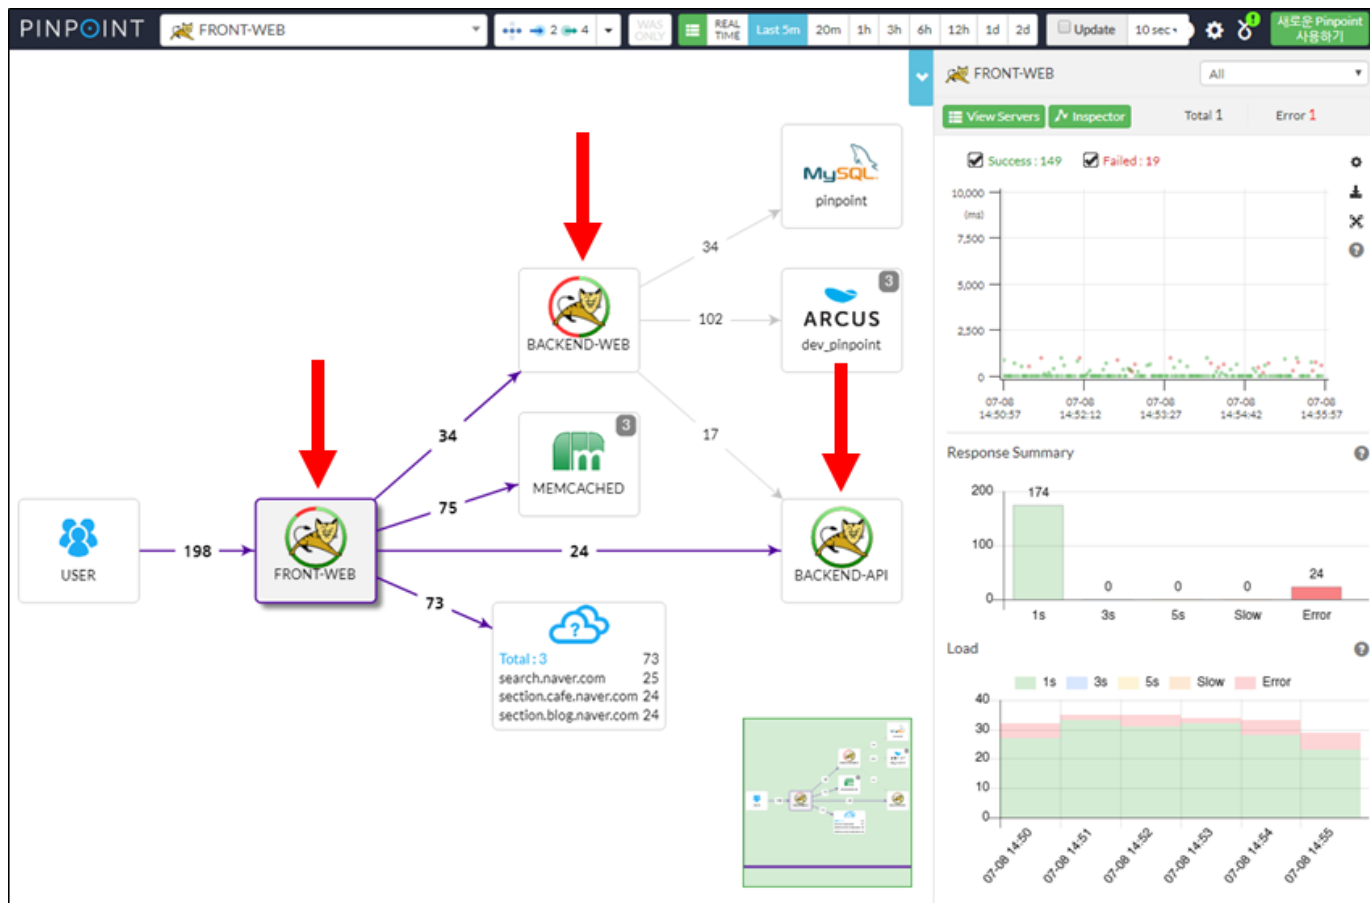 PINPOINT
FRONT-WEB
2
4
WAS
ONLY
REAL
TIME
Last 5m
20m
1h
3h
6h
12h
1d
2d
Update
10 sec
새로운 Pinpoint
사용하기
MySQL
pinpoint
34
3
ARCUS
dev_pinpoint
102
BACKEND-WEB
17
34
3
MEMCACHED
75
USER
198
FRONT-WEB
24
BACKEND-API
73
?
Total : 3 73
search.naver.com 25
section.cafe.naver.com 24
section.blog.naver.com 24
FRONT-WEB
All
View Servers
Inspector
Total 1
Error 1
Success : 149
Failed : 19
10,000
(ms)
7,500
5,000
2,500
0
07-08
14:50:57
07-08
14:52:12
07-08
14:53:27
07-08
14:54:42
07-08
14:55:57
Response Summary
200
100
0
174
0
0
0
24
1s
3s
5s
Slow
Error
Load
1s
3s
5s
Slow
Error
40
30
20
10
0
07-08 14:50
07-08 14:51
07-08 14:52
07-08 14:53
07-08 14:54
07-08 14:55